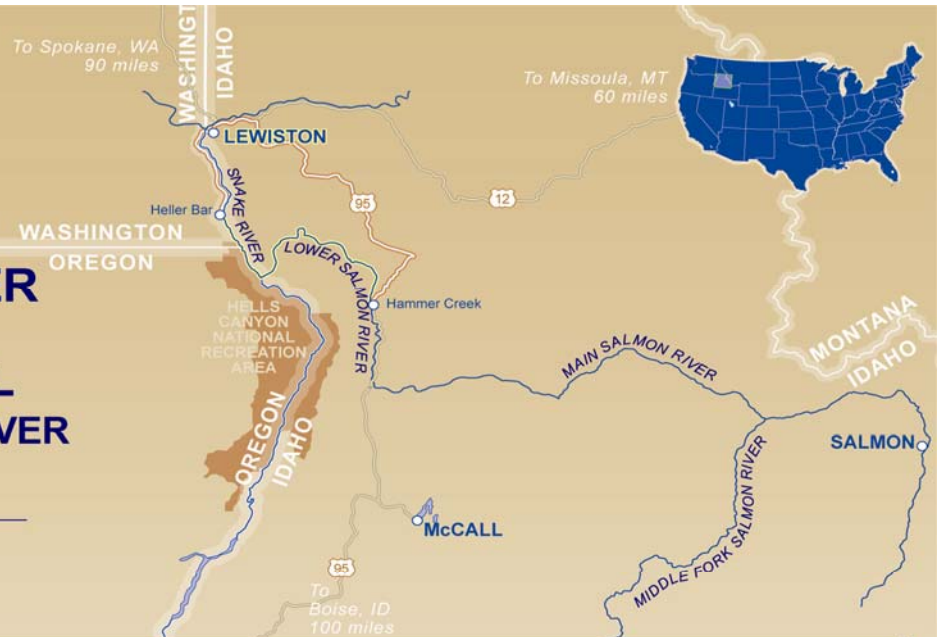 WASHINGT
IDAHO
To Spokane, WA
90 miles
To Missoula, MT
60 miles
LEWISTON
SNAKE RIVER
95
12
Heller Bar
WASHINGTON
OREGON
LOWER SALMON RIVER
ER
HELLS
CANYON
NATIONAL
RECREATION
AREA
Hammer Creek
MONTANA
IDAHO
MAIN SALMON RIVER
VER
OREGON
IDAHO
SALMON
McCALL
MIDDLE FORK SALMON RIVER
95
To
Boise, ID
100 miles